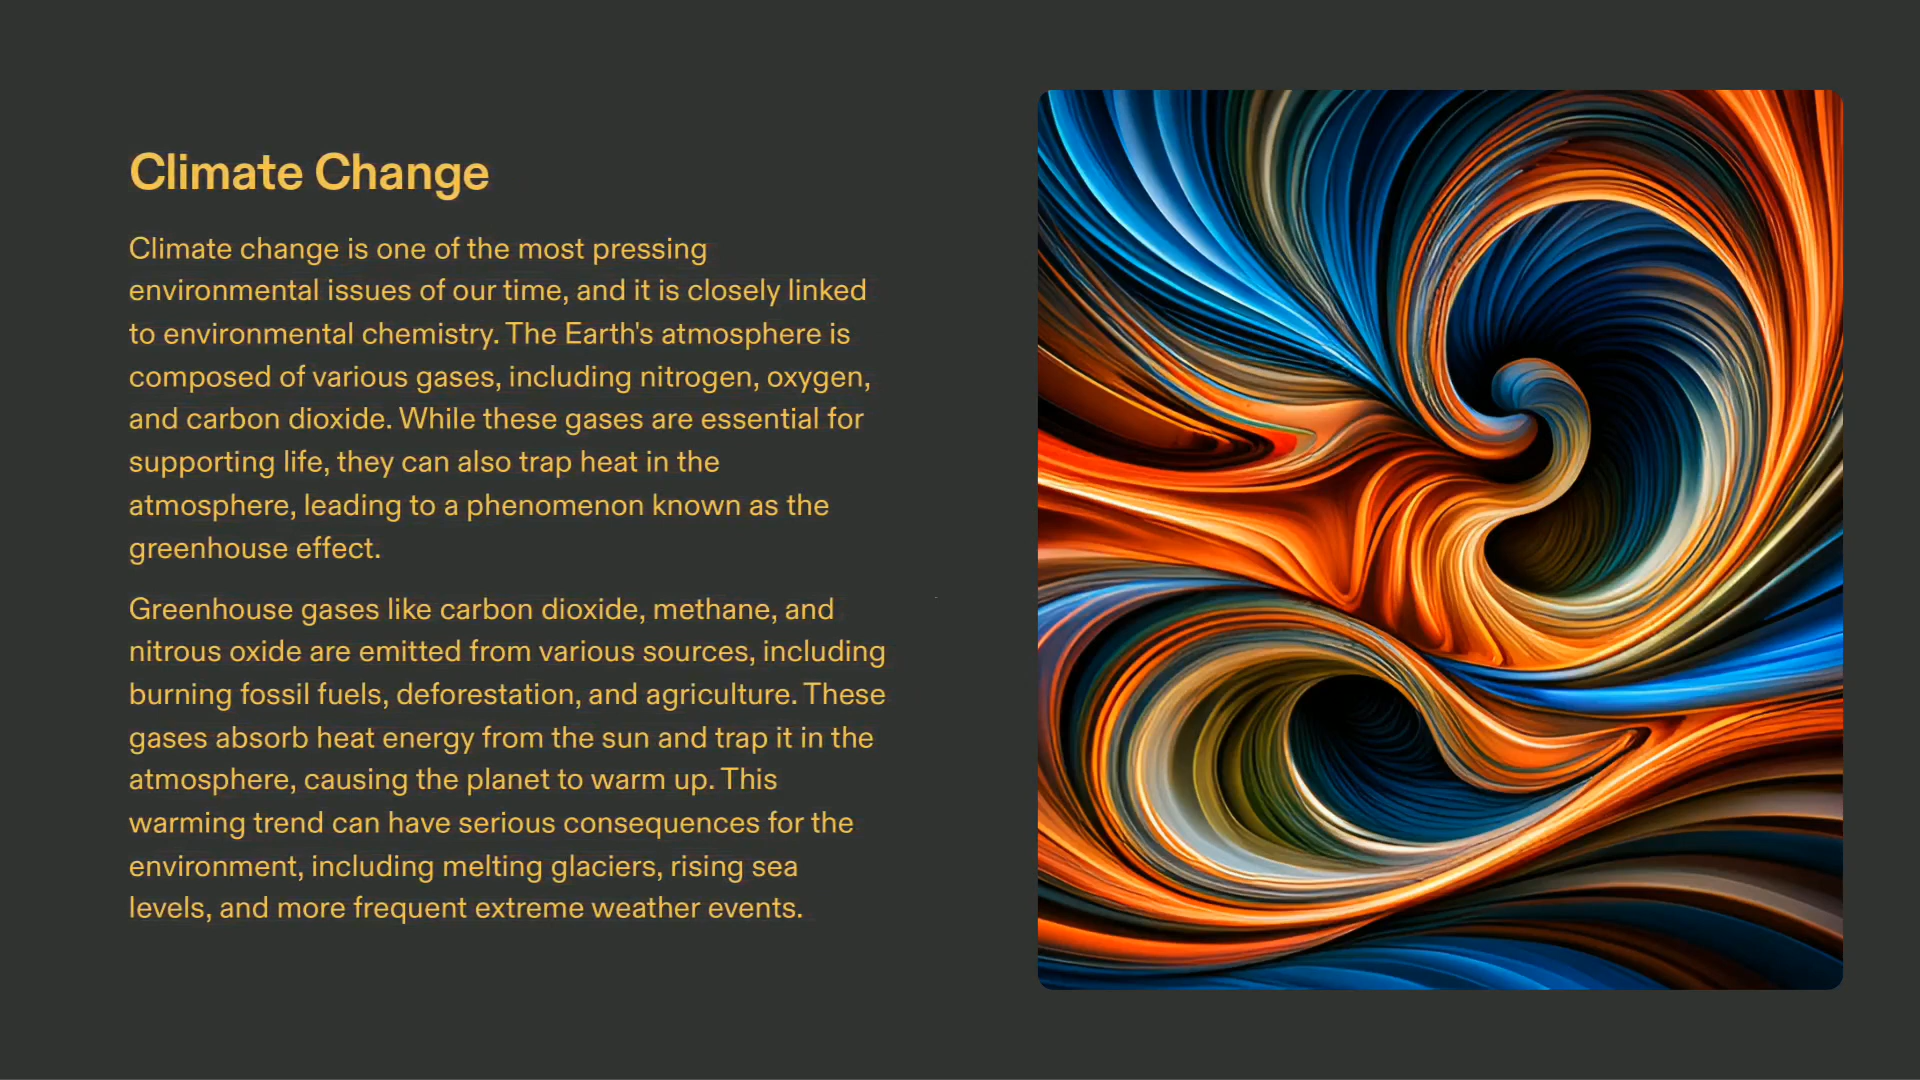 Climate Change
Climate change is one of the most pressing
environmental issues of our time, and it is closely linked
to environmental chemistry. The Earth's atmosphere is
composed of various gases, including nitrogen, oxygen,
and carbon dioxide. While these gases are essential for
supporting life, they can also trap heat in the
atmosphere, leading to a phenomenon known as the
greenhouse effect.
Greenhouse gases like carbon dioxide, methane, and
nitrous oxide are emitted from various sources, including
burning fossil fuels, deforestation, and agriculture. These
gases absorb heat energy from the sun and trap it in the
atmosphere, causing the planet to warm up. This
warming trend can have serious consequences for the
environment, including melting glaciers, rising sea
levels, and more frequent extreme weather events.